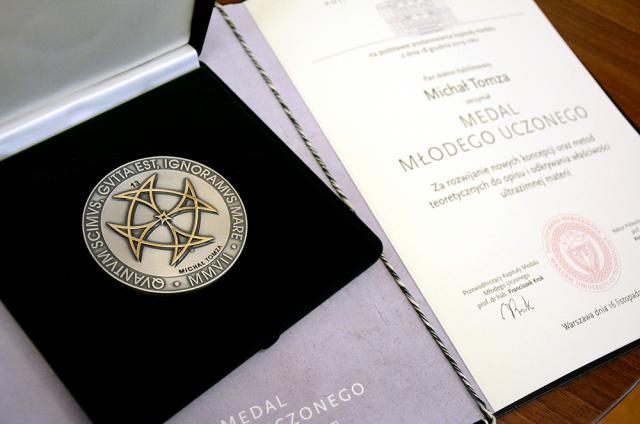 QVANTVM SCIMVS, GVTTA EST, IGNORAMVS MARE
13
MICHAŁ TOMZA
na podstawie postanowienia kapituły medalu
z dnia 18 grudnia 2019 roku
Pan doktor habilitowany
Michał Tomza
otrzymał
MEDAL
MŁODEGO UCZONEGO
Za rozwijanie nowych koncepcji oraz metod
teoretycznych do opisu i odkrywania właściwości
ultrazimnej materii
Przewodniczący Kapituły Medalu
Młodego Uczonego
prof. dr hab. Franciszek Krok
Warszawa dnia 16 listopada
MEDAL
UCZONEGO